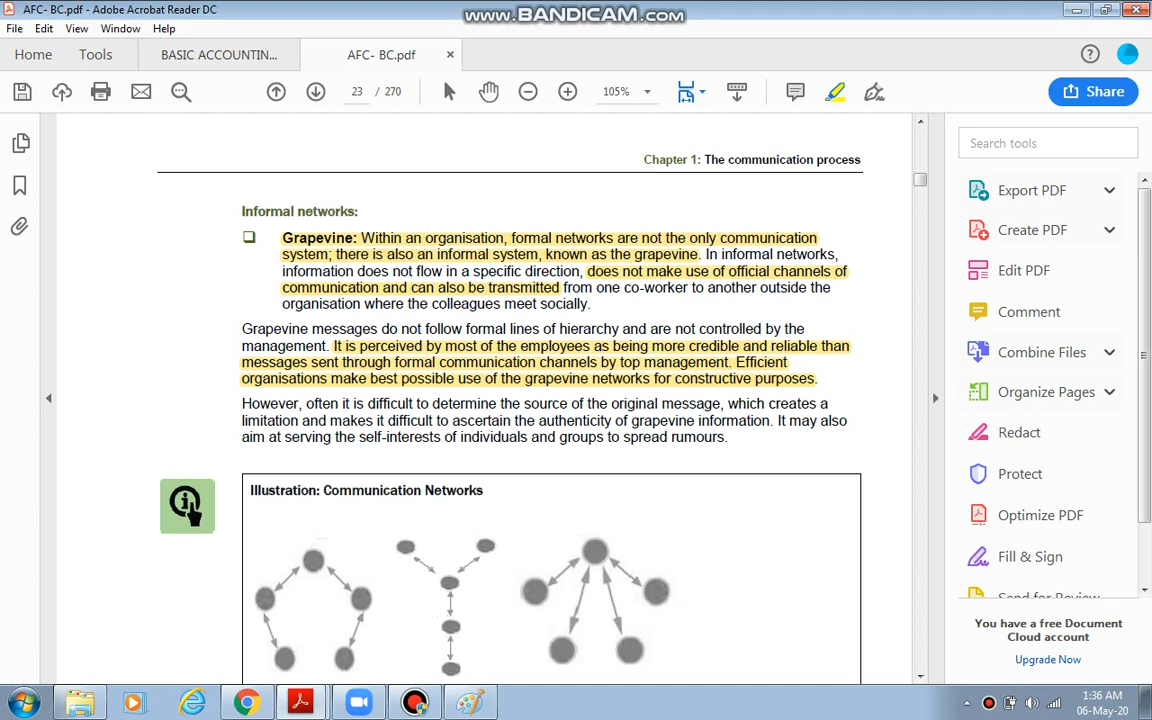 AFC- BC.pdf - Adobe Acrobat Reader DC
www.BANDICAM.com
File Edit View Window Help
Home Tools BASIC ACCOUNTIN... AFC- BC.pdf ×
23 / 270 105% Share
Search tools
Chapter 1: The communication process
Informal networks:
Grapevine: Within an organisation, formal networks are not the only communication
system; there is also an informal system, known as the grapevine. In informal networks,
information does not flow in a specific direction, does not make use of official channels of
communication and can also be transmitted from one co-worker to another outside the
organisation where the colleagues meet socially.
Grapevine messages do not follow formal lines of hierarchy and are not controlled by the
management. It is perceived by most of the employees as being more credible and reliable than
messages sent through formal communication channels by top management. Efficient
organisations make best possible use of the grapevine networks for constructive purposes.
However, often it is difficult to determine the source of the original message, which creates a
limitation and makes it difficult to ascertain the authenticity of grapevine information. It may also
aim at serving the self-interests of individuals and groups to spread rumours.
Illustration: Communication Networks
Export PDF
Create PDF
Edit PDF
Comment
Combine Files
Organize Pages
Redact
Protect
Optimize PDF
Fill & Sign
Send for Review
You have a free Document
Cloud account
Upgrade Now
1:36 AM
06-May-20